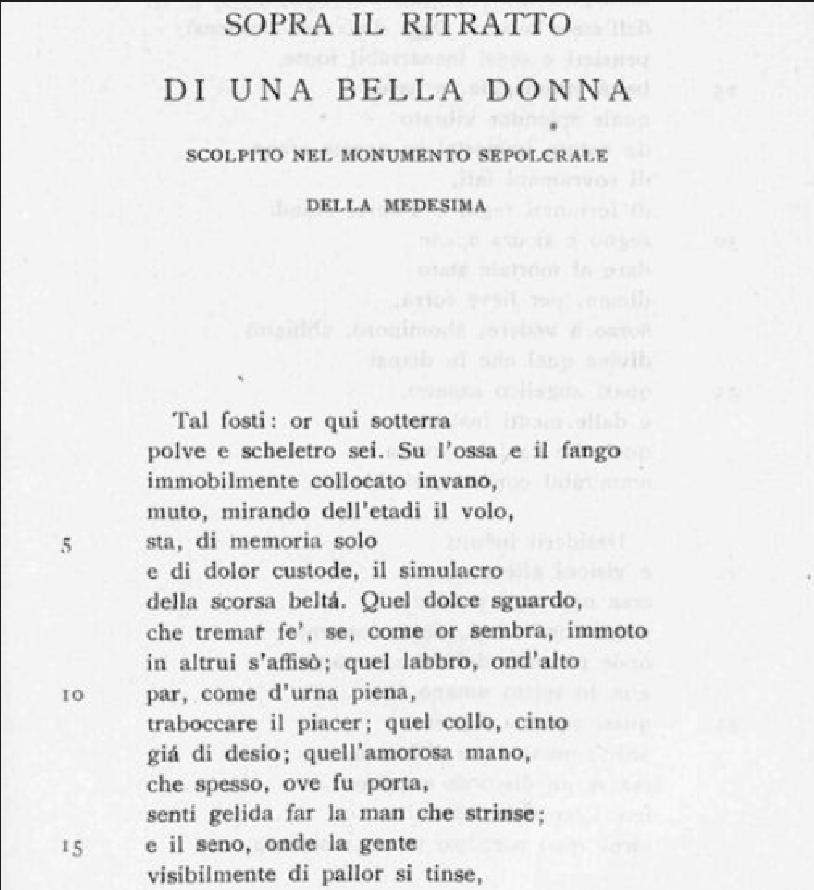 SOPRA IL RITRATTO
DI UNA BELLA DONNA
SCOLPITO NEL MONUMENTO SEPOLCRALE
DELLA MEDESIMA
Tal fosti: or qui sotterra
polve e scheletro sei. Su l'ossa e il fango
immobilmente collocato invano,
muto, mirando dell'etadi il volo,
5 sta, di memoria solo
e di dolor custode, il simulacro
della scorsa beltá. Quel dolce sguardo,
che tremar fe', se, come or sembra, immoto
in altrui s'affisò; quel labbro, ond'alto
10 par, come d'urna piena,
traboccare il piacer; quel collo, cinto
giá di desio; quell'amorosa mano,
che spesso, ove fu porta,
sentí gelida far la man che strinse;
15 e il seno, onde la gente
visibilmente di pallor si tinse,